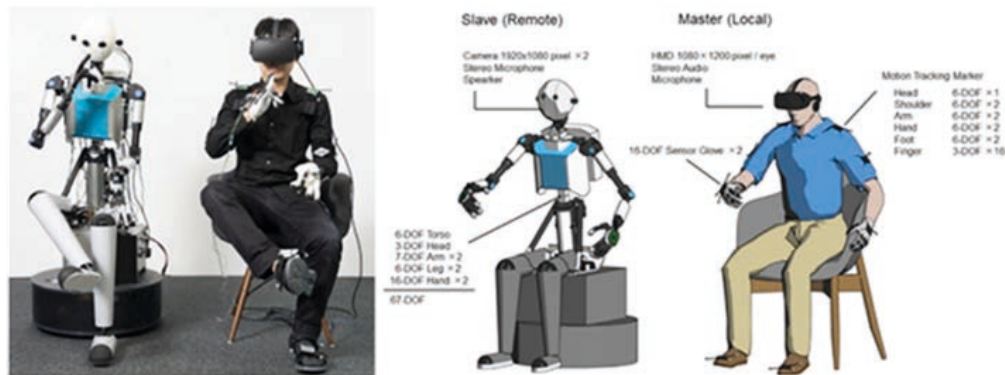 Slave (Remote)
Camera 1920x1080 pixel ×2
Stereo Microphone
Spearker
6-DOF Torso
3-DOF Head
7-DOF Arm × 2
6-DOF Leg × 2
16-DOF Hand × 2
67-DOF
Master (Local)
HMD 1080 × 1200 pixel / eye
Stereo Audio
Microphone
16-DOF Sensor Glove × 2
Motion Tracking Marker
Head 6-DOF × 1
Shoulder 6-DOF × 2
Arm 6-DOF × 2
Hand 6-DOF × 2
Foot 6-DOF × 2
Finger 3-DOF × 16